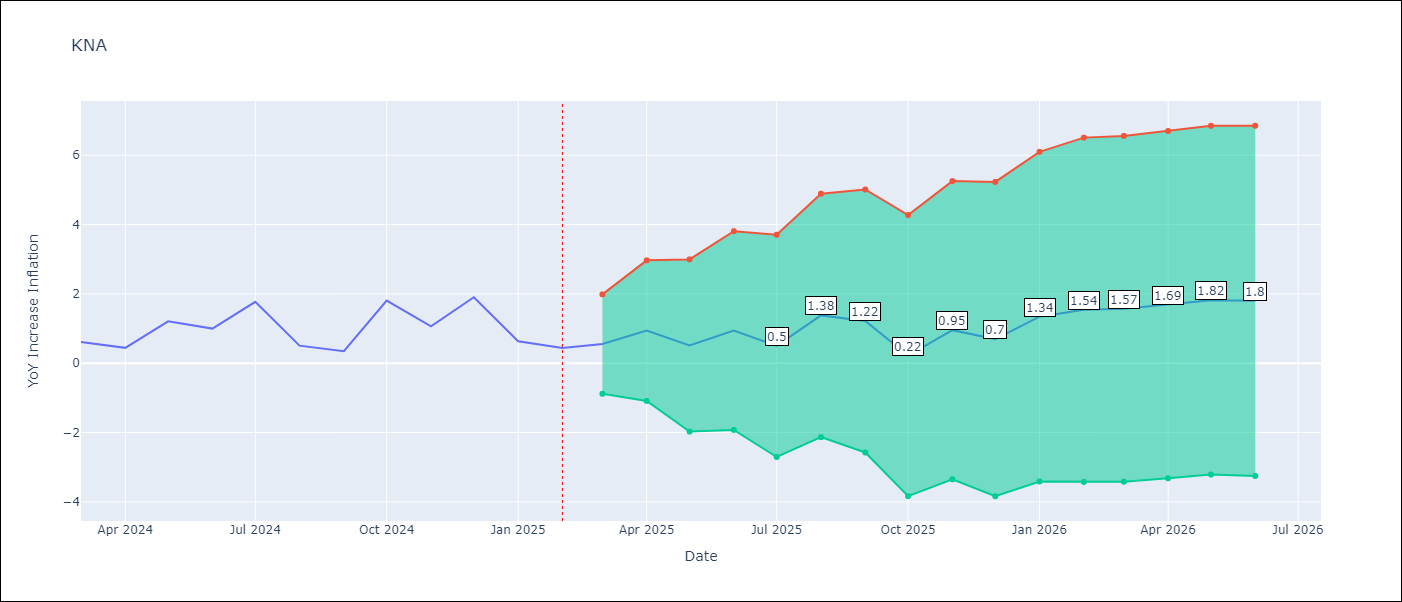 KNA
YoY Increase Inflation
6
4
2
0
−2
−4
0.5
1.38
1.22
0.22
0.95
0.7
1.34
1.54
1.57
1.69
1.82
1.8
Apr 2024
Jul 2024
Oct 2024
Jan 2025
Apr 2025
Jul 2025
Oct 2025
Jan 2026
Apr 2026
Jul 2026
Date